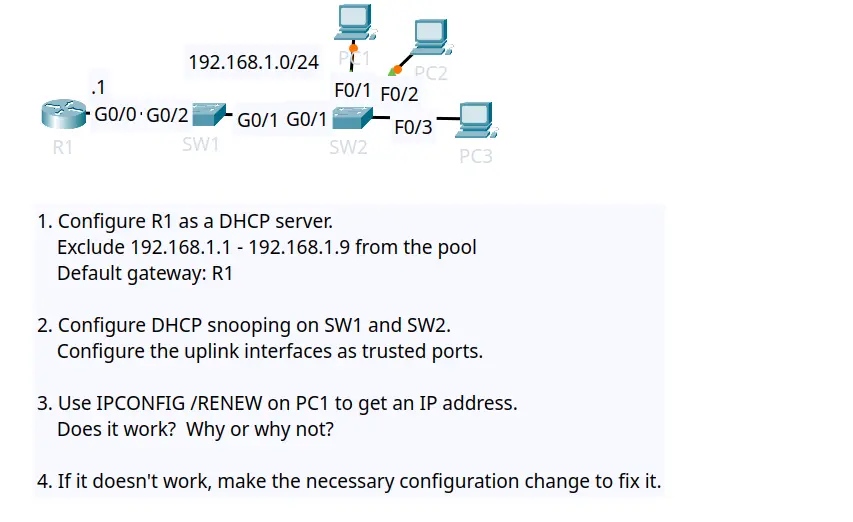 192.168.1.0/24
PC1
PC2
.1
F0/1
F0/2
G0/0
G0/2
G0/1
G0/1
F0/3
R1
SW1
SW2
PC3
1. Configure R1 as a DHCP server.
Exclude 192.168.1.1 - 192.168.1.9 from the pool
Default gateway: R1
2. Configure DHCP snooping on SW1 and SW2.
Configure the uplink interfaces as trusted ports.
3. Use IPCONFIG /RENEW on PC1 to get an IP address.
Does it work?  Why or why not?
4. If it doesn't work, make the necessary configuration change to fix it.